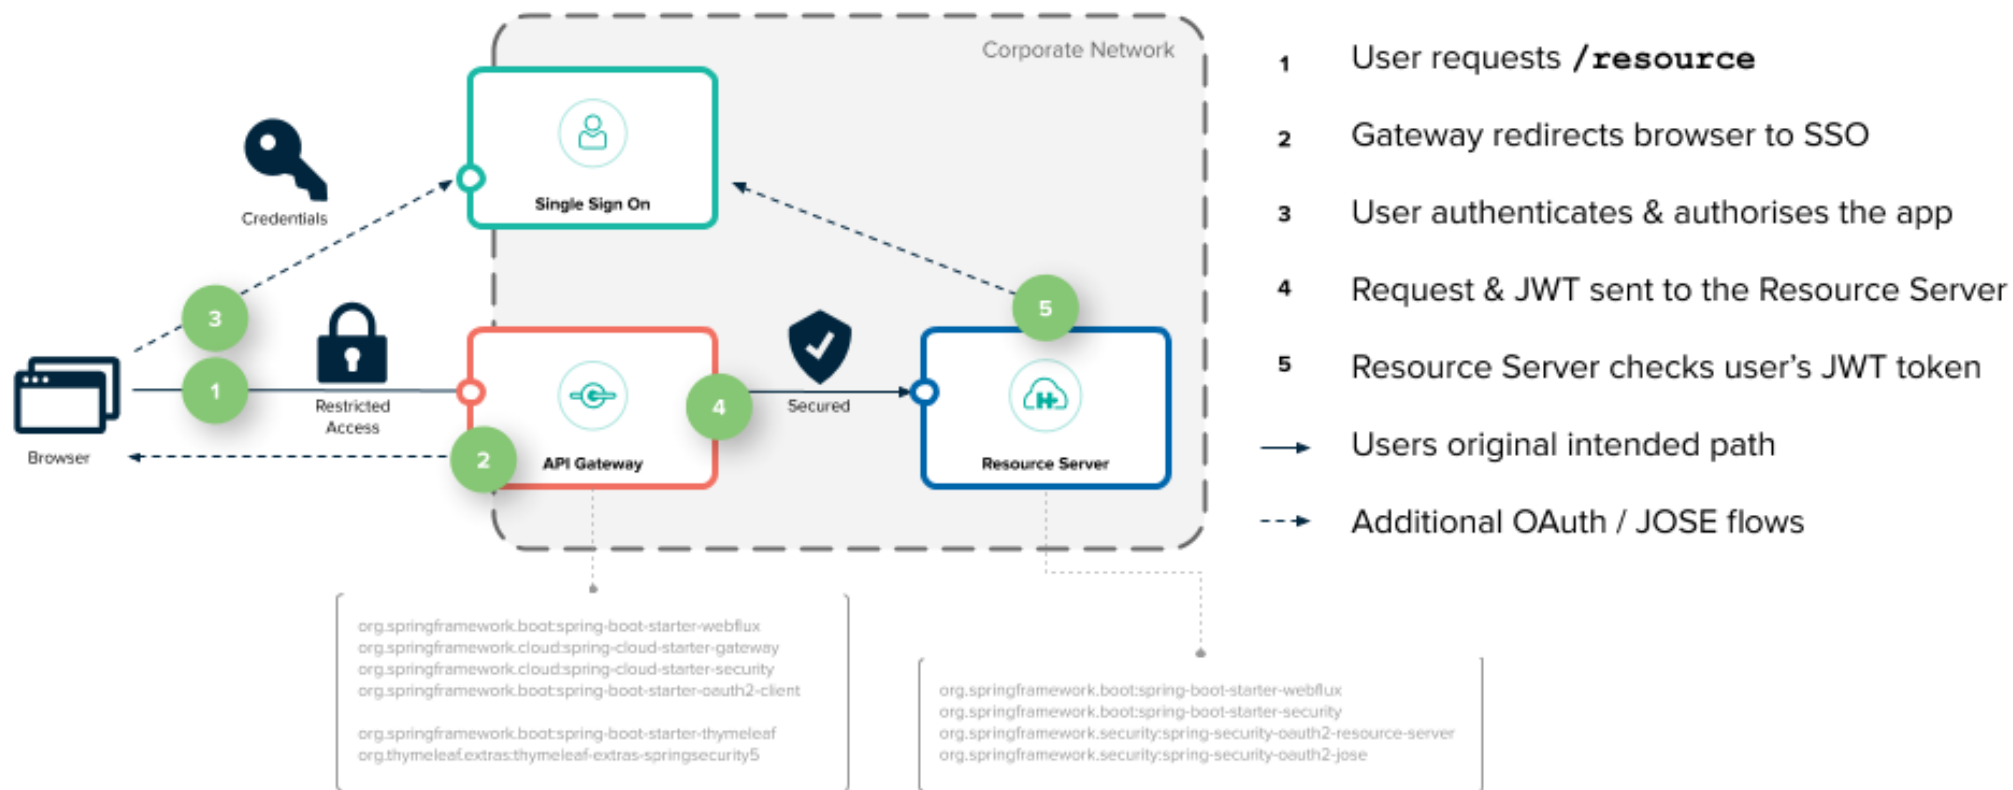 Corporate Network
Single Sign On
Credentials
3
5
1
Restricted
Access
4
Secured
Browser
2
API Gateway
Resource Server
org.springframework.boot:spring-boot-starter-webflux
org.springframework.cloud:spring-cloud-starter-gateway
org.springframework.cloud:spring-cloud-starter-security
org.springframework.boot:spring-boot-starter-oauth2-client
org.springframework.boot:spring-boot-starter-thymeleaf
org.thymeleaf.extras:thymeleaf-extras-springsecurity5
org.springframework.boot:spring-boot-starter-webflux
org.springframework.boot:spring-boot-starter-security
org.springframework.security:spring-security-oauth2-resource-server
org.springframework.security:spring-security-oauth2-jose
1 User requests /resource
2 Gateway redirects browser to SSO
3 User authenticates & authorises the app
4 Request & JWT sent to the Resource Server
5 Resource Server checks user's JWT token
Users original intended path
Additional OAuth / JOSE flows